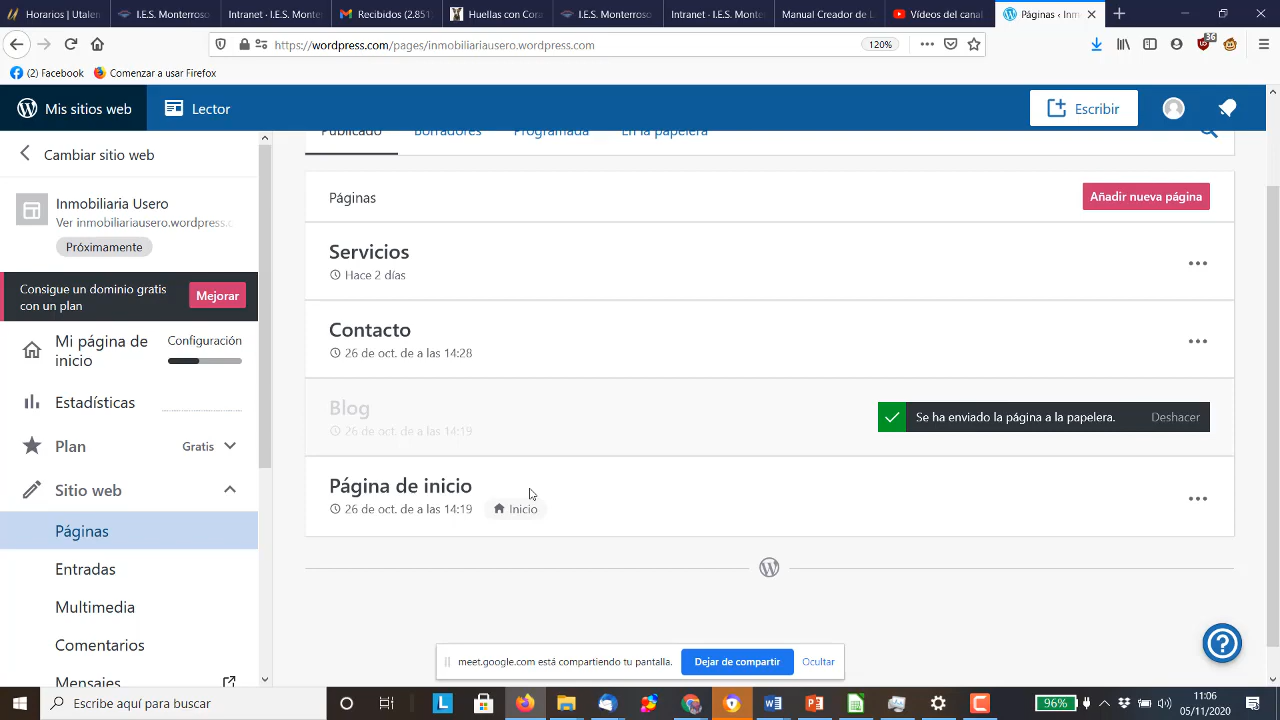 Horarios | Utalen
I.E.S. Monterroso
Intranet - I.E.S. Mont
Recibidos (2.851)
Huellas con Cora
I.E.S. Monterroso
Intranet - I.E.S. Mont
Manual Creador de L
Vídeos del canal
Páginas ‹ Inm
https://wordpress.com/pages/inmobiliariausero.wordpress.com
120%
36
(2) Facebook
Comenzar a usar Firefox
Mis sitios web
Lector
Escribir
Cambiar sitio web
Publicado
Borradores
Programada
En la papelera
Inmobiliaria Usero
Ver inmobiliariausero.wordpress.c
Próximamente
Páginas
Añadir nueva página
Servicios
Hace 2 días
Consigue un dominio gratis
con un plan
Mejorar
Mi página de
inicio
Configuración
Contacto
26 de oct. de a las 14:28
Estadísticas
Blog
26 de oct. de a las 14:19
Se ha enviado la página a la papelera.
Deshacer
Plan
Gratis
Sitio web
Página de inicio
26 de oct. de a las 14:19
Inicio
Páginas
Entradas
Multimedia
Comentarios
Mensajes
meet.google.com está compartiendo tu pantalla.
Dejar de compartir
Ocultar
Escribe aquí para buscar
96%
11:06
05/11/2020